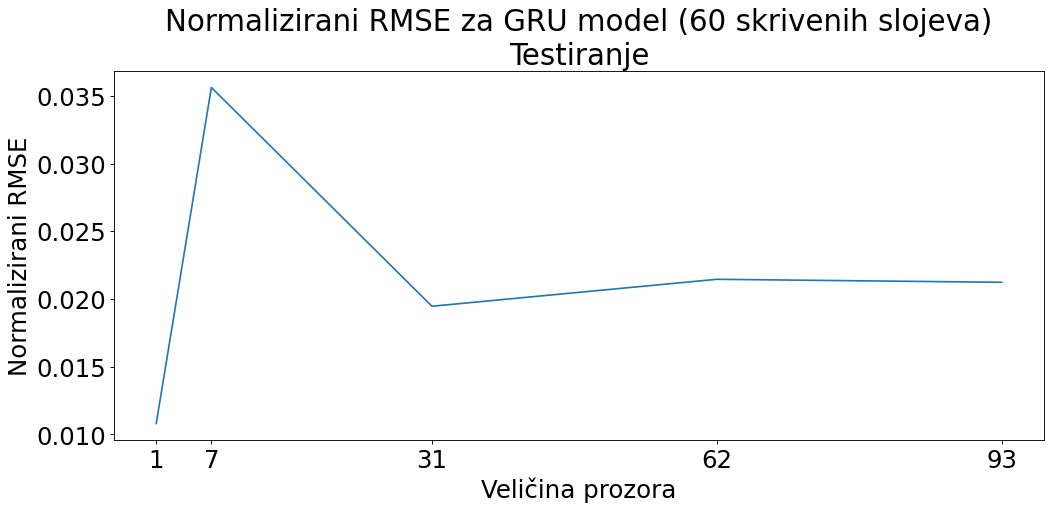 Normalizirani RMSE za GRU model (60 skrivenih slojeva)
Testiranje
Normalizirani RMSE
0.035
0.030
0.025
0.020
0.015
0.010
1 7 31 62 93
Veličina prozora